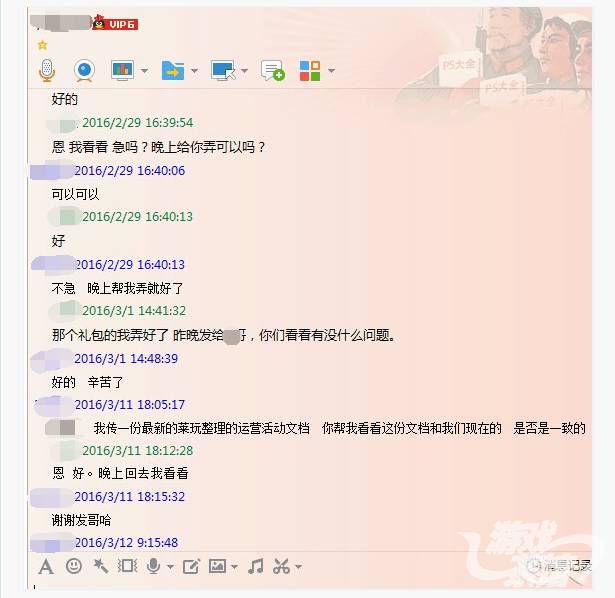 VIP6
PS大全
PS大全
好的
2016/2/29 16:39:54
恩 我看看 急吗？晚上给你弄可以吗？
2016/2/29 16:40:06
可以可以
2016/2/29 16:40:13
好
2016/2/29 16:40:13
不急 晚上帮我弄就好了
2016/3/1 14:41:32
那个礼包的我弄好了 昨晚发给 哥，你们看看有没什么问题。
2016/3/1 14:48:39
好的 辛苦了
2016/3/11 18:05:17
我传一份最新的莱玩整理的运营活动文档 你帮我看看这份文档和我们现在的 是否是一致的
2016/3/11 18:12:28
恩 好。晚上回去我看看
2016/3/11 18:15:32
谢谢发哥哈
2016/3/12 9:15:48
A
消息记录